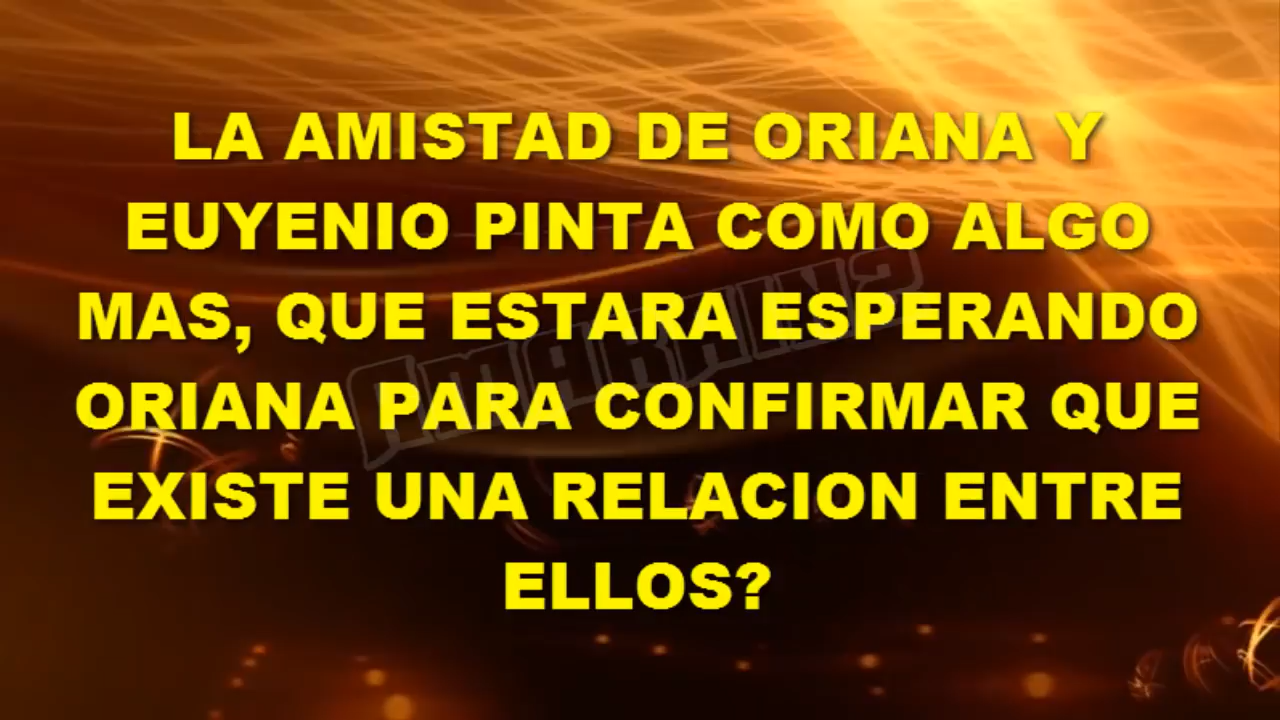 LA AMISTAD DE ORIANA Y
EUYENIO PINTA COMO ALGO
MAS, QUE ESTARA ESPERANDO
ORIANA PARA CONFIRMAR QUE
EXISTE UNA RELACION ENTRE
ELLOS?